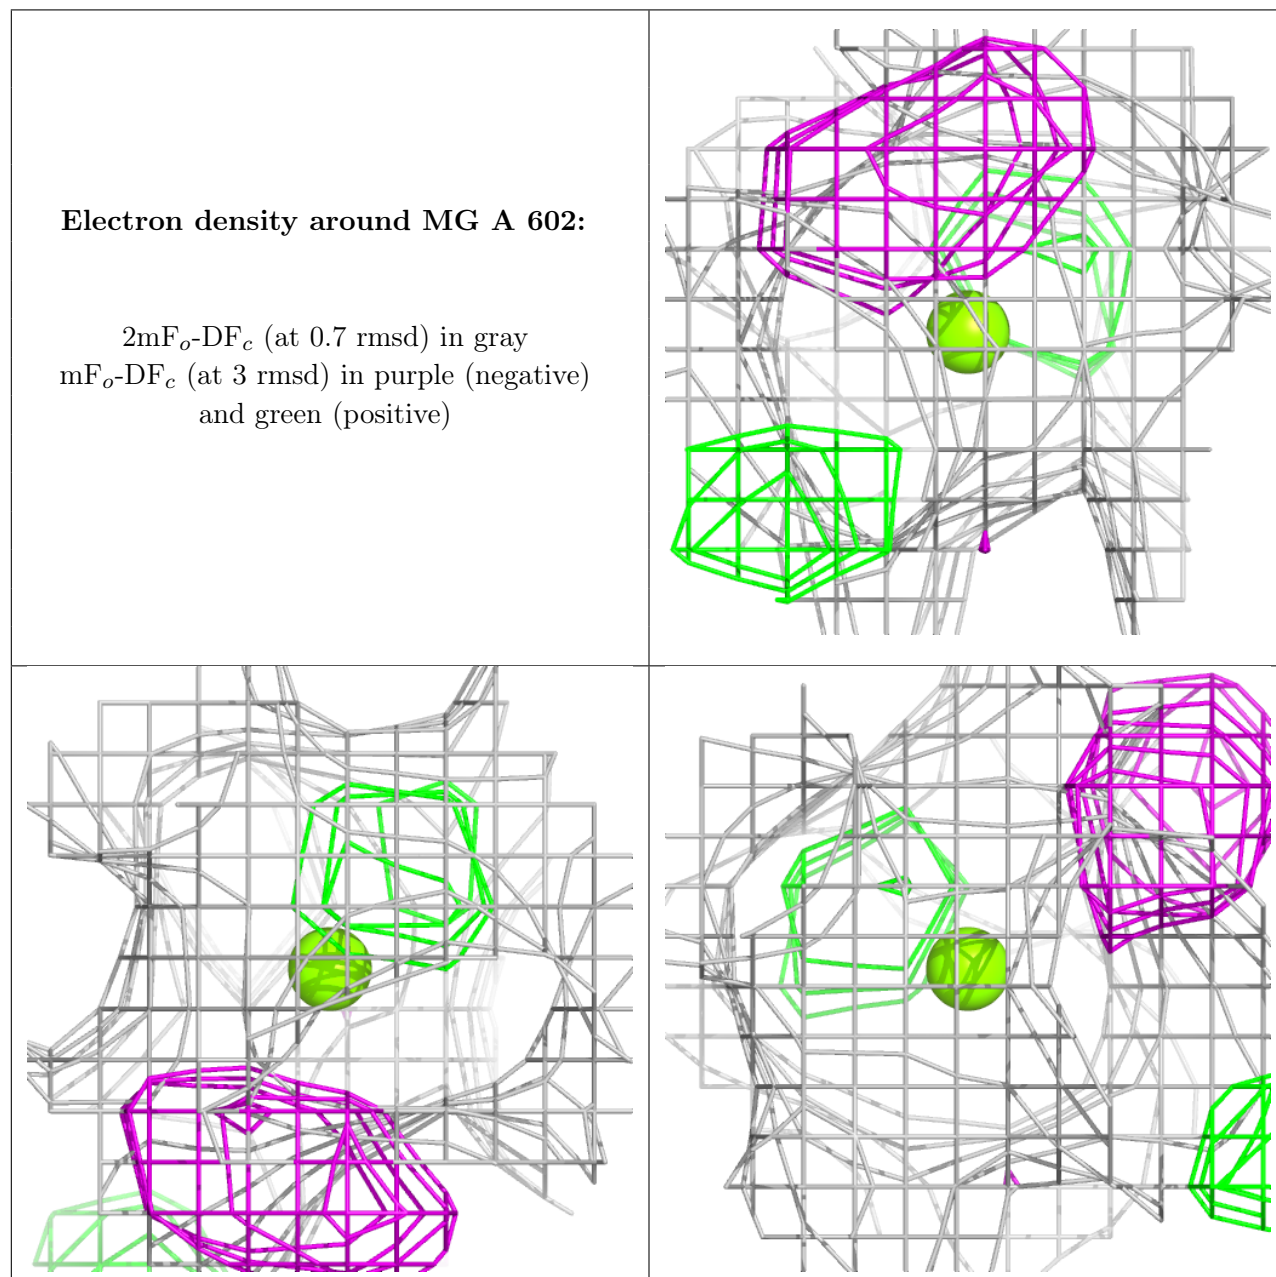 Electron density around MG A 602:
2mFo-DFc (at 0.7 rmsd) in gray
mFo-DFc (at 3 rmsd) in purple (negative)
and green (positive)